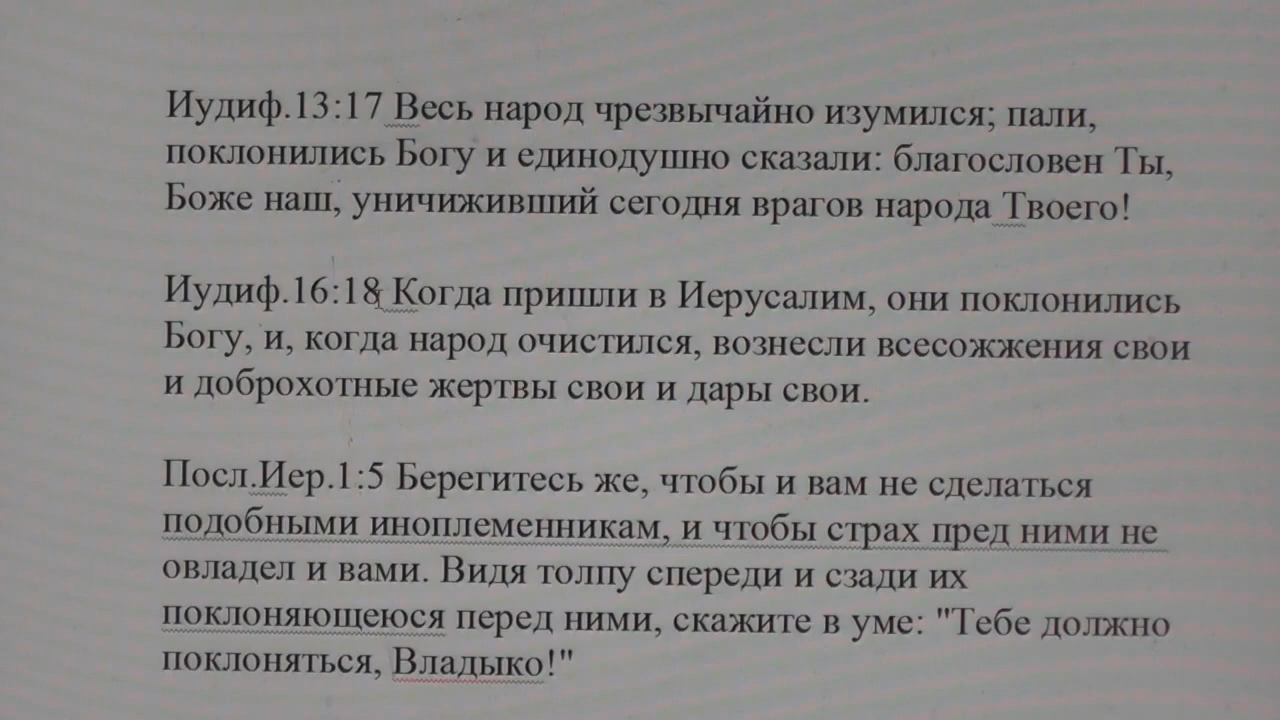 Иудиф.13:17 Весь народ чрезвычайно изумился; пали,
поклонились Богу и единодушно сказали: благословен Ты,
Боже наш, уничиживший сегодня врагов народа Твоего!
Иудиф.16:18 Когда пришли в Иерусалим, они поклонились
Богу, и, когда народ очистился, вознесли всесожжения свои
и доброхотные жертвы свои и дары свои.
Посл.Иер.1:5 Берегитесь же, чтобы и вам не сделаться
подобными иноплеменникам, и чтобы страх пред ними не
овладел и вами. Видя толпу спереди и сзади их
поклоняющеюся перед ними, скажите в уме: "Тебе должно
поклоняться, Владыко!"